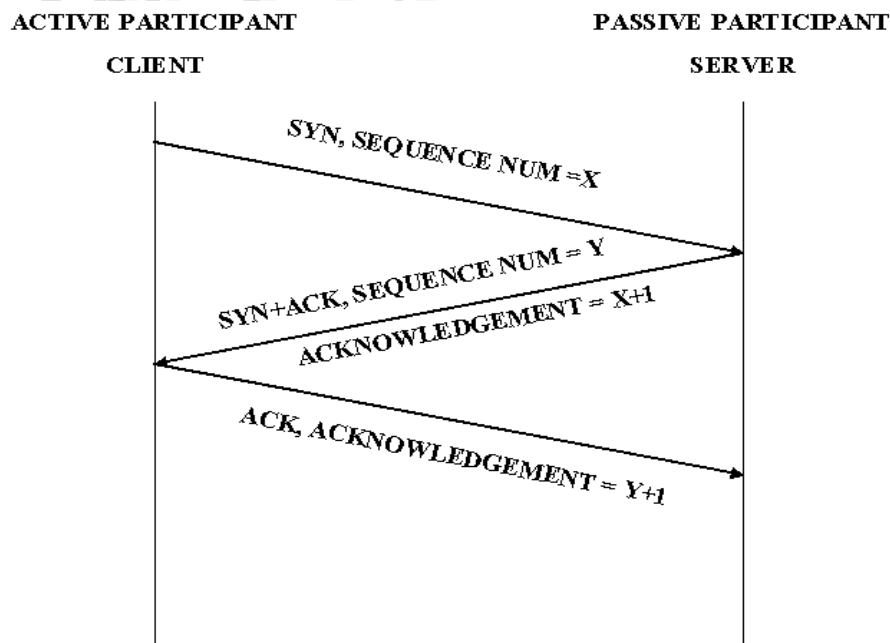 ACTIVE PARTICIPANT
CLIENT
PASSIVE PARTICIPANT
SERVER
SYN, SEQUENCE NUM =X
SYN+ACK, SEQUENCE NUM = Y
ACKNOWLEDGEMENT = X+1
ACK, ACKNOWLEDGEMENT = Y+1